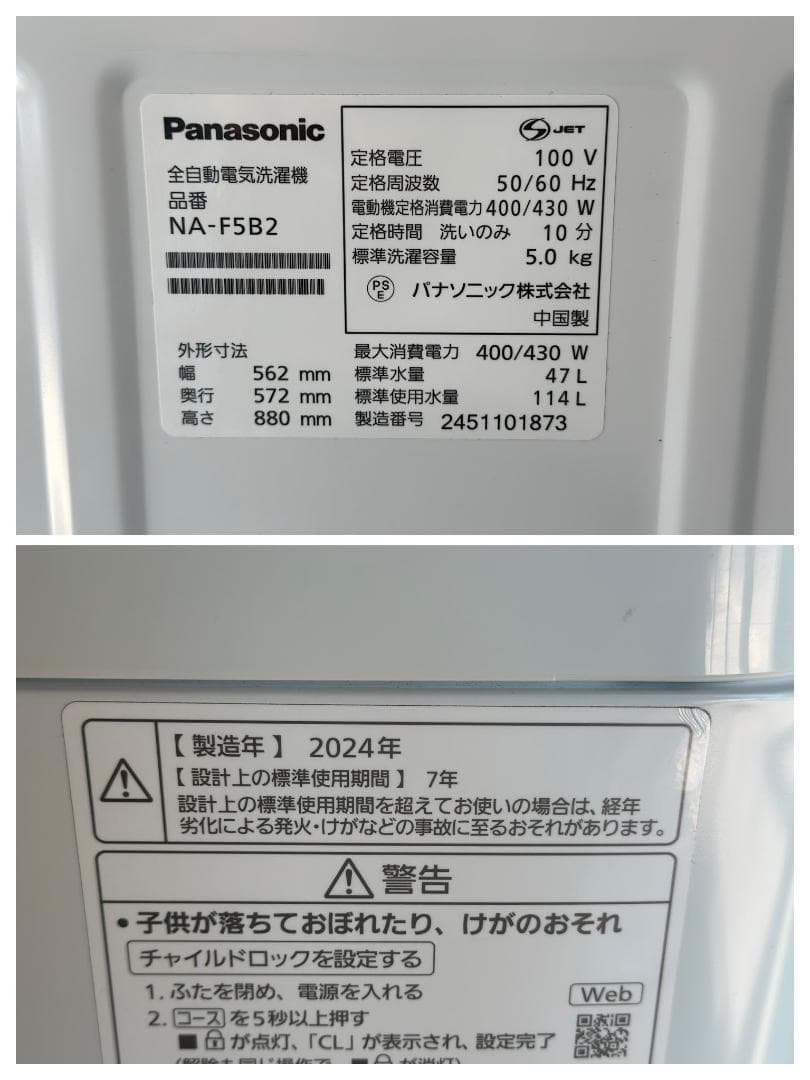 Panasonic
全自動電気洗濯機
品番
NA-F5B2
JET
定格電圧 100 V
定格周波数 50/60 Hz
電動機定格消費電力 400/430 W
定格時間 洗いのみ 10 分
標準洗濯容量 5.0 kg
PS
E
パナソニック株式会社
中国製
外形寸法
幅 562 mm
奥行 572 mm
高さ 880 mm
最大消費電力 400/430 W
標準水量 47 L
標準使用水量 114 L
製造番号 2451101873
【 製造年 】 2024年
【 設計上の標準使用期間 】 7年
設計上の標準使用期間を超えてお使いの場合は、経年
劣化による発火・けがなどの事故に至るおそれがあります。
警告
• 子供が落ちておぼれたり、けがのおそれ
チャイルドロックを設定する
1. ふたを閉め、電源を入れる
2. コースを5秒以上押す
■ が点灯、「CL」が表示され、設定完了
(解除も同じ操作で、■ が消灯)
Web